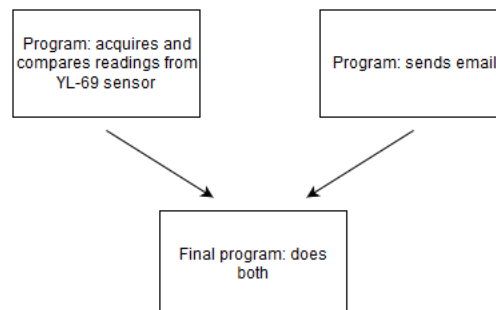 Program: acquires and
compares readings from
YL-69 sensor
Program: sends email
Final program: does
both